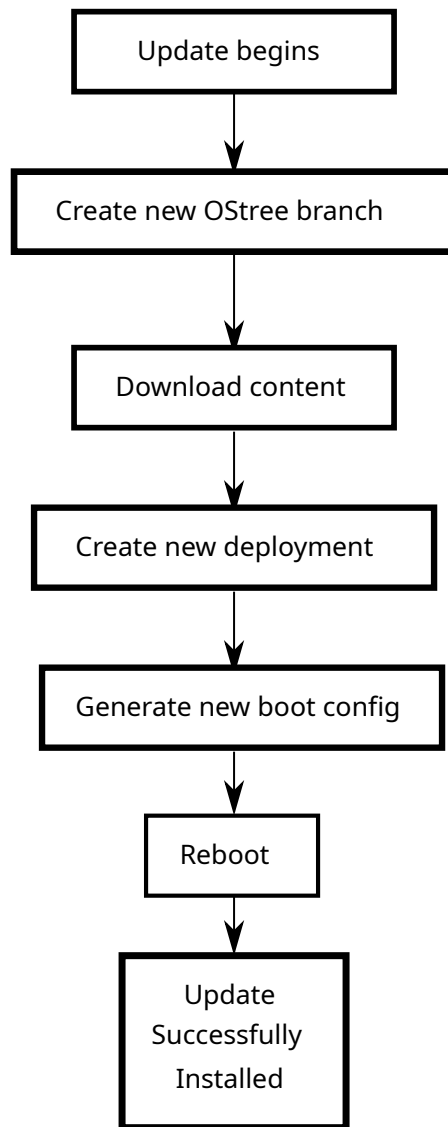 Update begins
Create new OStree branch
Download content
Create new deployment
Generate new boot config
Reboot
Update
Successfully
Installed